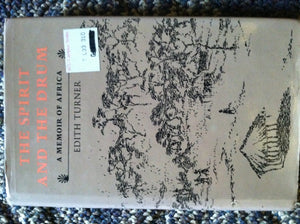 THE SPIRIT
AND THE DRUM
A MEMOIR OF AFRICA
EDITH TURNER